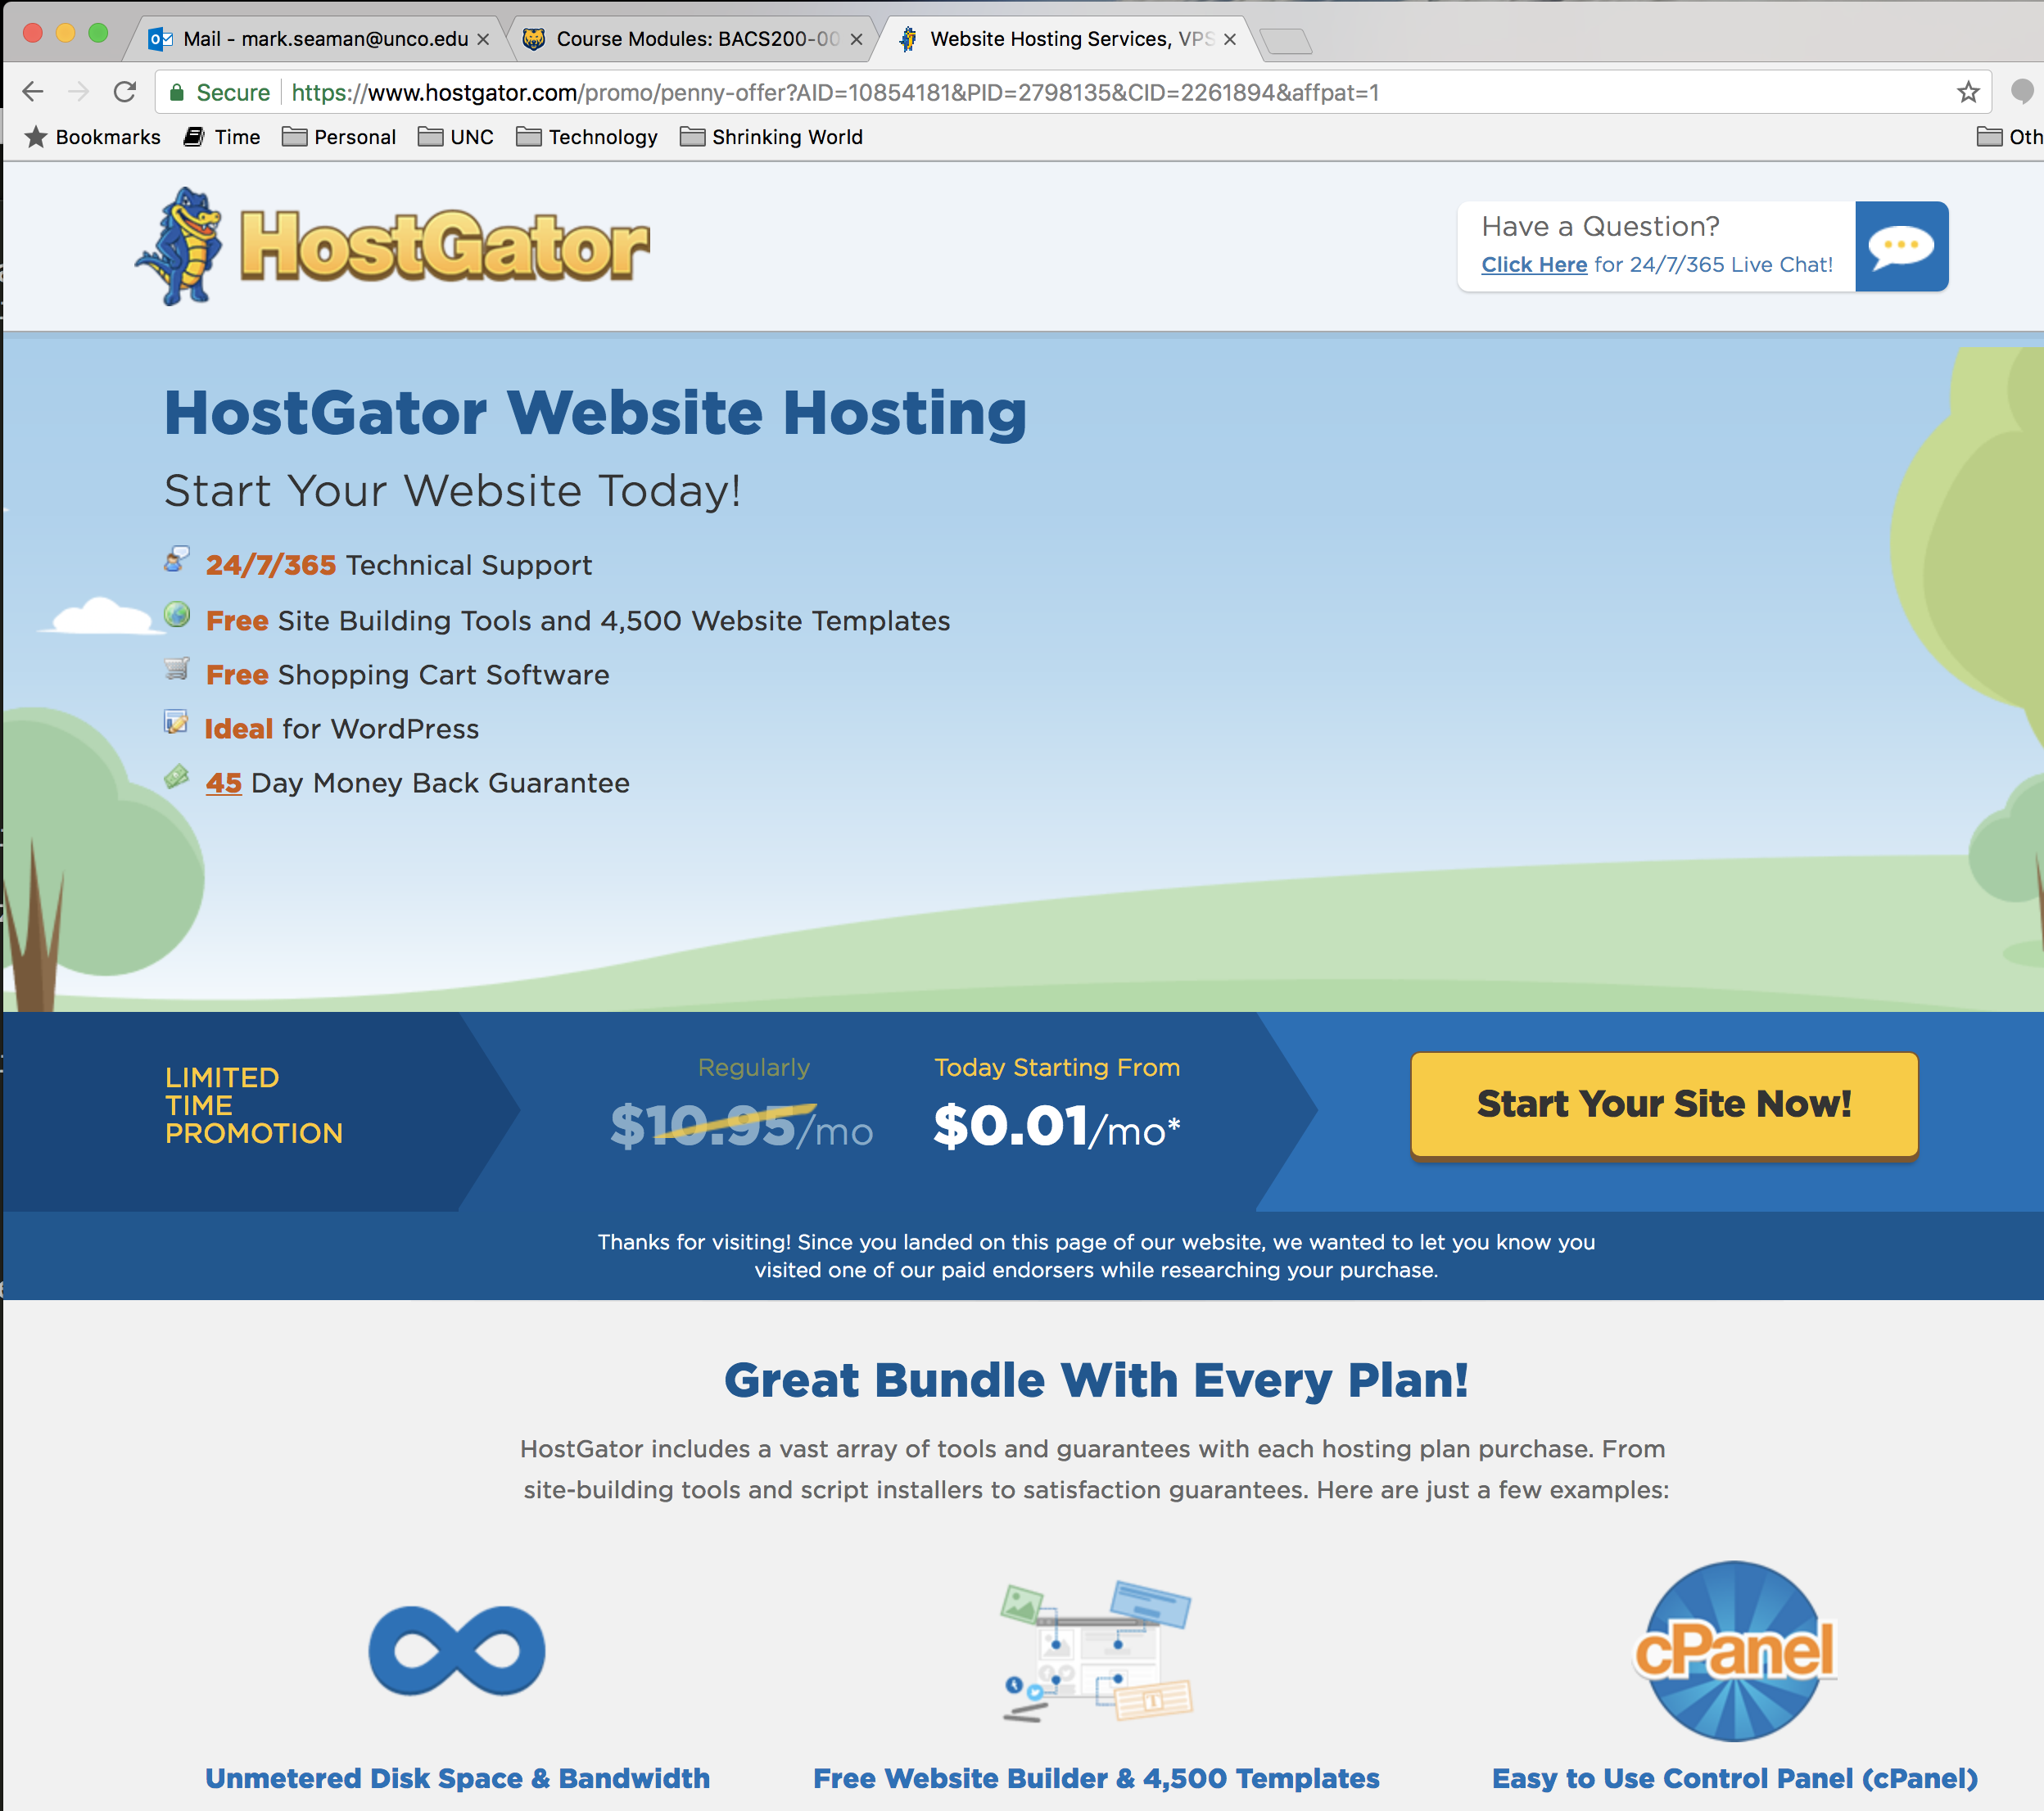 Mail - mark.seaman@unco.edu
Course Modules: BACS200-00
Website Hosting Services, VPS
Secure https://www.hostgator.com/promo/penny-offer?AID=10854181&PID=2798135&CID=2261894&affpat=1
Bookmarks Time Personal UNC Technology Shrinking World Oth
HostGator
Have a Question?
Click Here for 24/7/365 Live Chat!
HostGator Website Hosting
Start Your Website Today!
24/7/365 Technical Support
Free Site Building Tools and 4,500 Website Templates
Free Shopping Cart Software
Ideal for WordPress
45 Day Money Back Guarantee
LIMITED
TIME
PROMOTION
Regularly
$10.95/mo
Today Starting From
$0.01/mo*
Start Your Site Now!
Thanks for visiting! Since you landed on this page of our website, we wanted to let you know you
visited one of our paid endorsers while researching your purchase.
Great Bundle With Every Plan!
HostGator includes a vast array of tools and guarantees with each hosting plan purchase. From
site-building tools and script installers to satisfaction guarantees. Here are just a few examples:
cPanel
Unmetered Disk Space & Bandwidth
Free Website Builder & 4,500 Templates
Easy to Use Control Panel (cPanel)